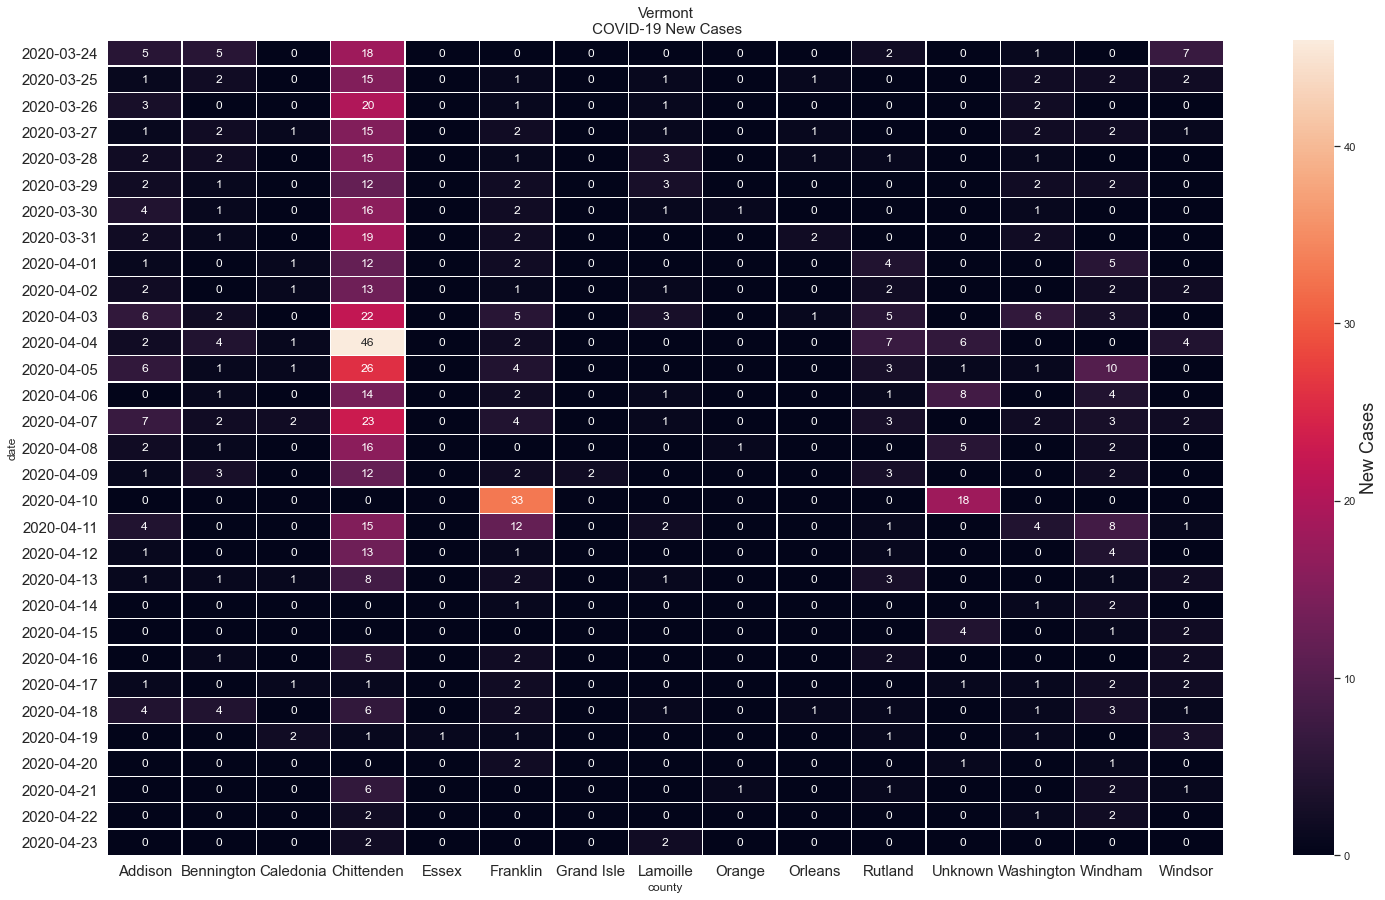 Vermont
COVID-19 New Cases
2020-03-24 5 5 0 18 0 0 0 0 0 0 2 0 1 0 7
2020-03-25 1 2 0 15 0 1 0 1 0 1 0 0 2 2 2
2020-03-26 3 0 0 20 0 1 0 1 0 0 0 0 2 0 0
2020-03-27 1 2 1 15 0 2 0 1 0 1 0 0 2 2 1
2020-03-28 2 2 0 15 0 1 0 3 0 1 1 0 1 0 0
2020-03-29 2 1 0 12 0 2 0 3 0 0 0 0 2 2 0
2020-03-30 4 1 0 16 0 2 0 1 1 0 0 0 1 0 0
2020-03-31 2 1 0 19 0 2 0 0 0 2 0 0 2 0 0
2020-04-01 1 0 1 12 0 2 0 0 0 0 4 0 0 5 0
2020-04-02 2 0 1 13 0 1 0 1 0 0 2 0 0 2 2
2020-04-03 6 2 0 22 0 5 0 3 0 1 5 0 6 3 0
2020-04-04 2 4 1 46 0 2 0 0 0 0 7 6 0 0 4
2020-04-05 6 1 1 26 0 4 0 0 0 0 3 1 1 10 0
2020-04-06 0 1 0 14 0 2 0 1 0 0 1 8 0 4 0
2020-04-07 7 2 2 23 0 4 0 1 0 0 3 0 2 3 2
2020-04-08 2 1 0 16 0 0 0 0 1 0 0 5 0 2 0
2020-04-09 1 3 0 12 0 2 2 0 0 0 3 0 0 2 0
2020-04-10 0 0 0 0 0 33 0 0 0 0 0 18 0 0 0
2020-04-11 4 0 0 15 0 12 0 2 0 0 1 0 4 8 1
2020-04-12 1 0 0 13 0 1 0 0 0 0 1 0 0 4 0
2020-04-13 1 1 1 8 0 2 0 1 0 0 3 0 0 1 2
2020-04-14 0 0 0 0 0 1 0 0 0 0 0 0 1 2 0
2020-04-15 0 0 0 0 0 0 0 0 0 0 0 4 0 1 2
2020-04-16 0 1 0 5 0 2 0 0 0 0 2 0 0 0 2
2020-04-17 1 0 1 1 0 2 0 0 0 0 0 1 1 2 2
2020-04-18 4 4 0 6 0 2 0 1 0 1 1 0 1 3 1
2020-04-19 0 0 2 1 1 1 0 0 0 0 1 0 1 0 3
2020-04-20 0 0 0 0 0 2 0 0 0 0 0 1 0 1 0
2020-04-21 0 0 0 6 0 0 0 0 1 0 1 0 0 2 1
2020-04-22 0 0 0 2 0 0 0 0 0 0 0 0 1 2 0
2020-04-23 0 0 0 2 0 0 0 2 0 0 0 0 0 0 0
Addison Bennington Caledonia Chittenden Essex Franklin Grand Isle Lamoille Orange Orleans Rutland Unknown Washington Windham Windsor
county
date
40
30
20
10
0
New Cases